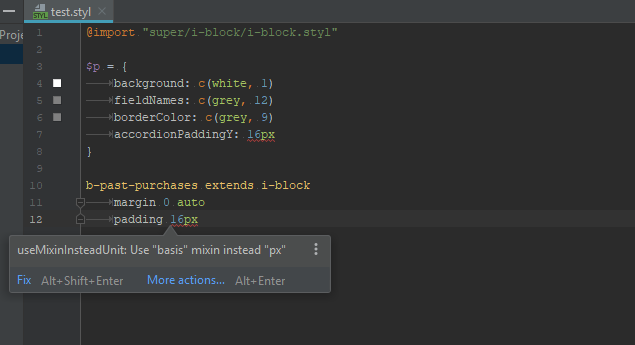 test.styl
STYL
Proje
1 @import "super/i-block/i-block.styl"
2
3 $p = {
4 background: c(white, 1)
5 fieldNames: c(grey, 12)
6 borderColor: c(grey, 9)
7 accordionPaddingY: 16px
8 }
9
10 b-past-purchases extends i-block
11 margin 0 auto
12 padding 16px
useMixinInsteadUnit: Use "basis" mixin instead "px"
Fix Alt+Shift+Enter More actions... Alt+Enter